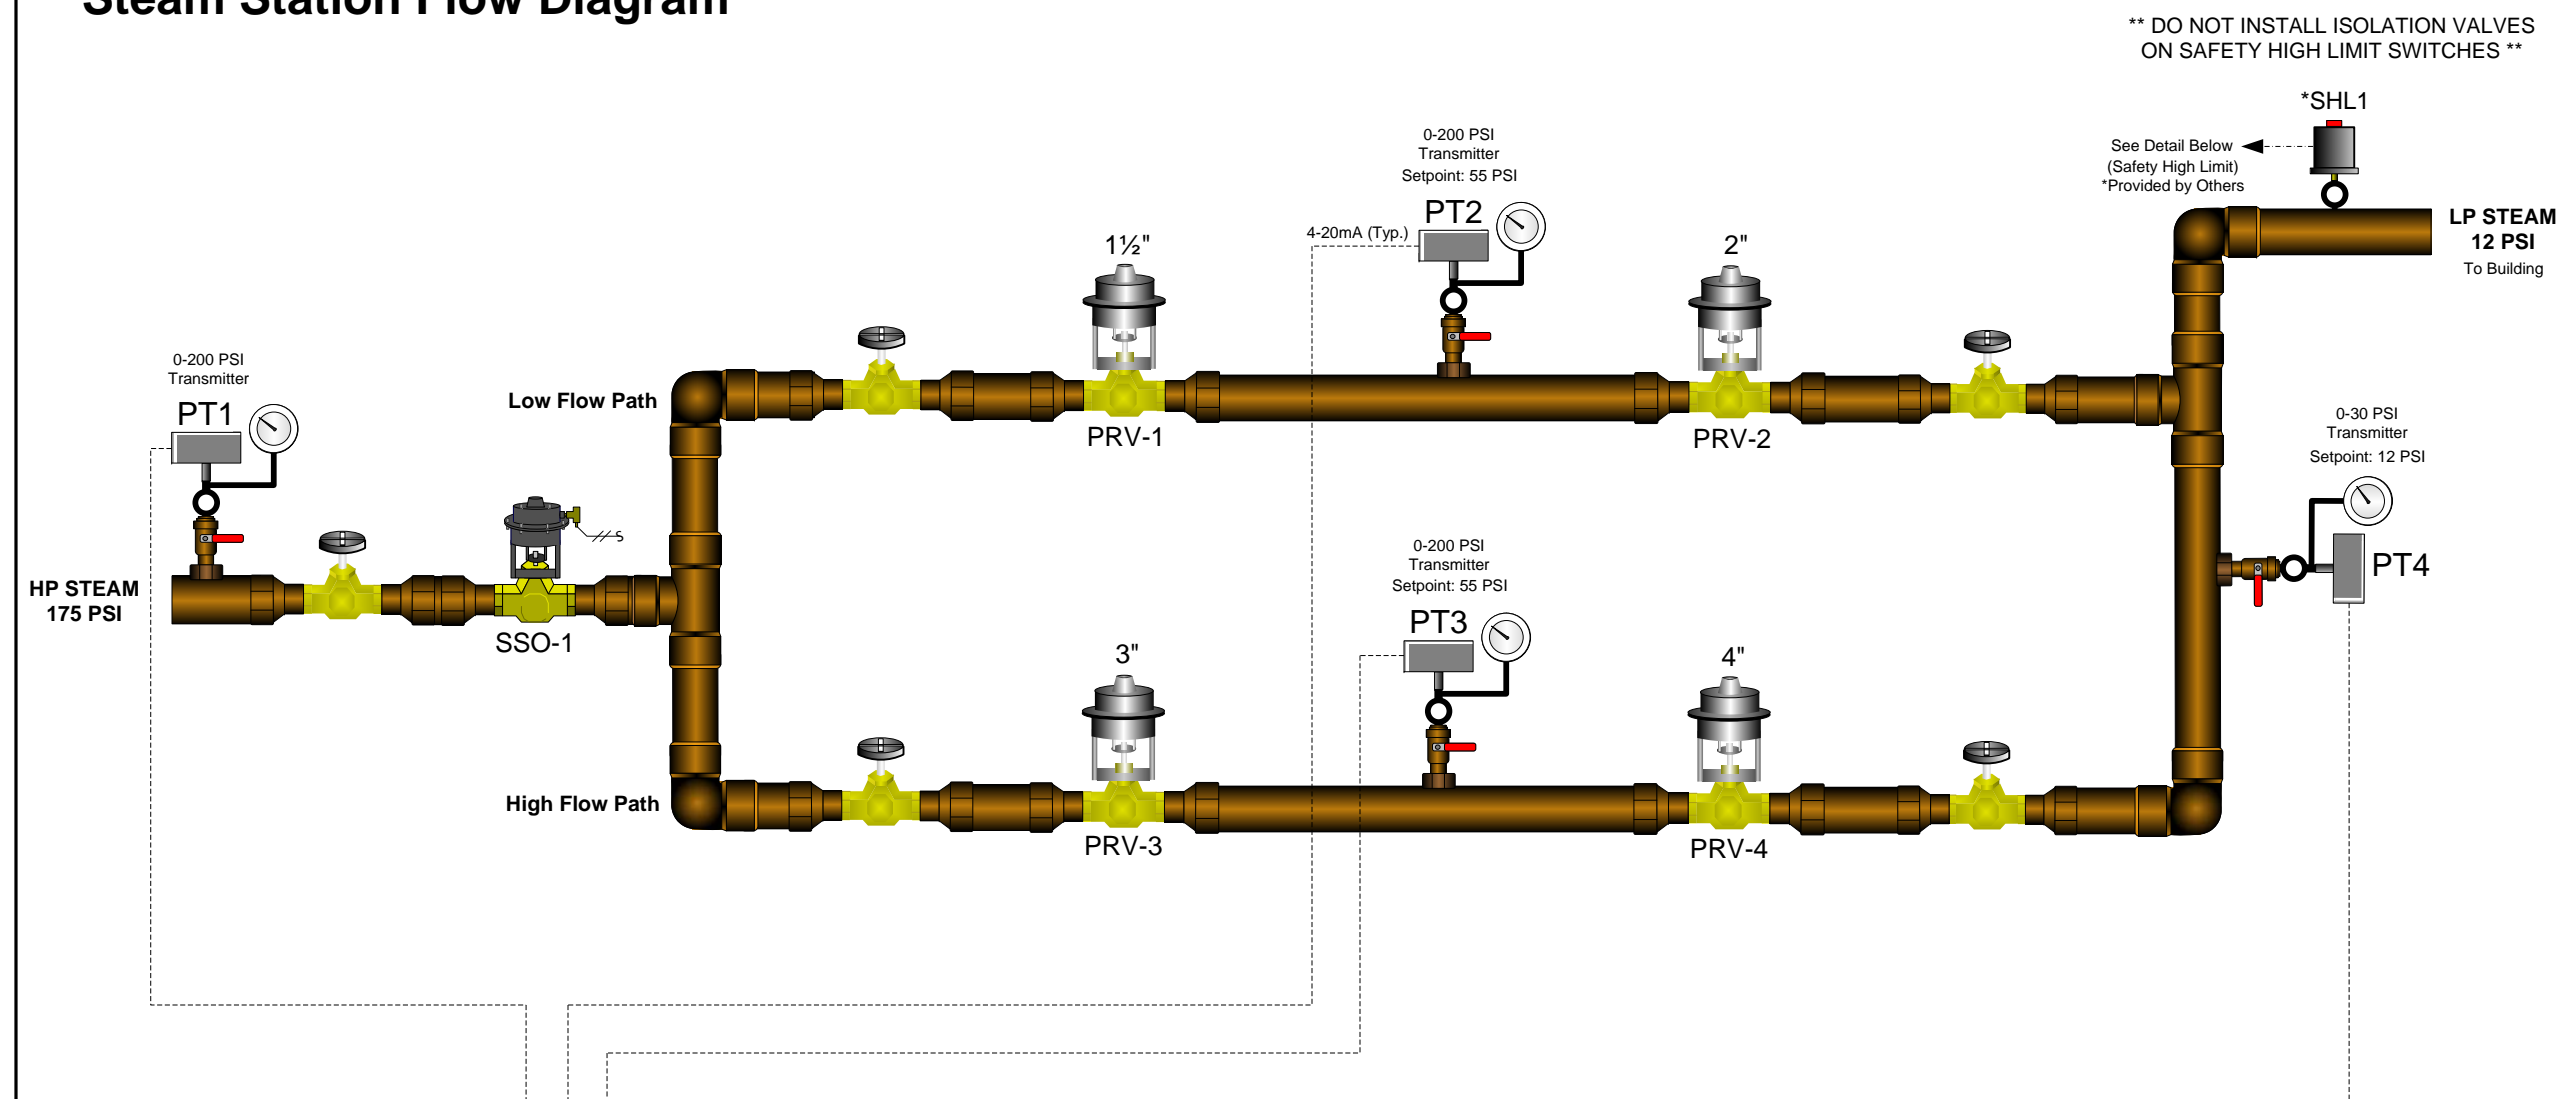 Steam Station Flow Diagram
** DO NOT INSTALL ISOLATION VALVES
ON SAFETY HIGH LIMIT SWITCHES **
*SHL1
See Detail Below
(Safety High Limit)
*Provided by Others
LP STEAM
12 PSI
To Building
0-200 PSI
Transmitter
Setpoint: 55 PSI
PT2
4-20mA (Typ.)
1½"
2"
0-200 PSI
Transmitter
PT1
Low Flow Path
PRV-1
PRV-2
0-30 PSI
Transmitter
Setpoint: 12 PSI
PT4
HP STEAM
175 PSI
S
SSO-1
0-200 PSI
Transmitter
Setpoint: 55 PSI
PT3
3"
4"
High Flow Path
PRV-3
PRV-4